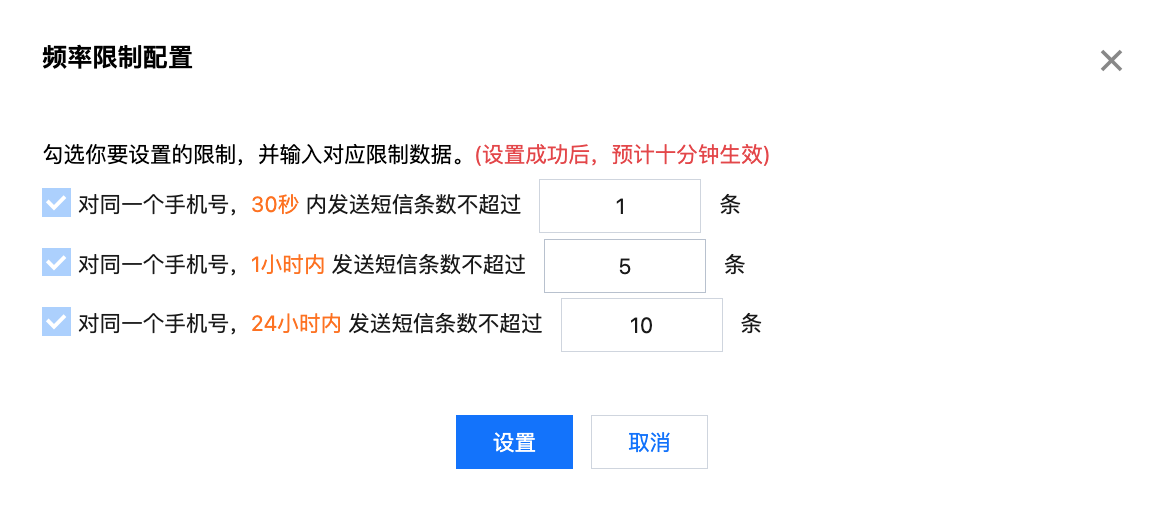 频率限制配置
勾选你要设置的限制，并输入对应限制数据。(设置成功后，预计十分钟生效)
对同一个手机号，30秒 内发送短信条数不超过 1 条
对同一个手机号，1小时内 发送短信条数不超过 5 条
对同一个手机号，24小时内 发送短信条数不超过 10 条
设置 取消